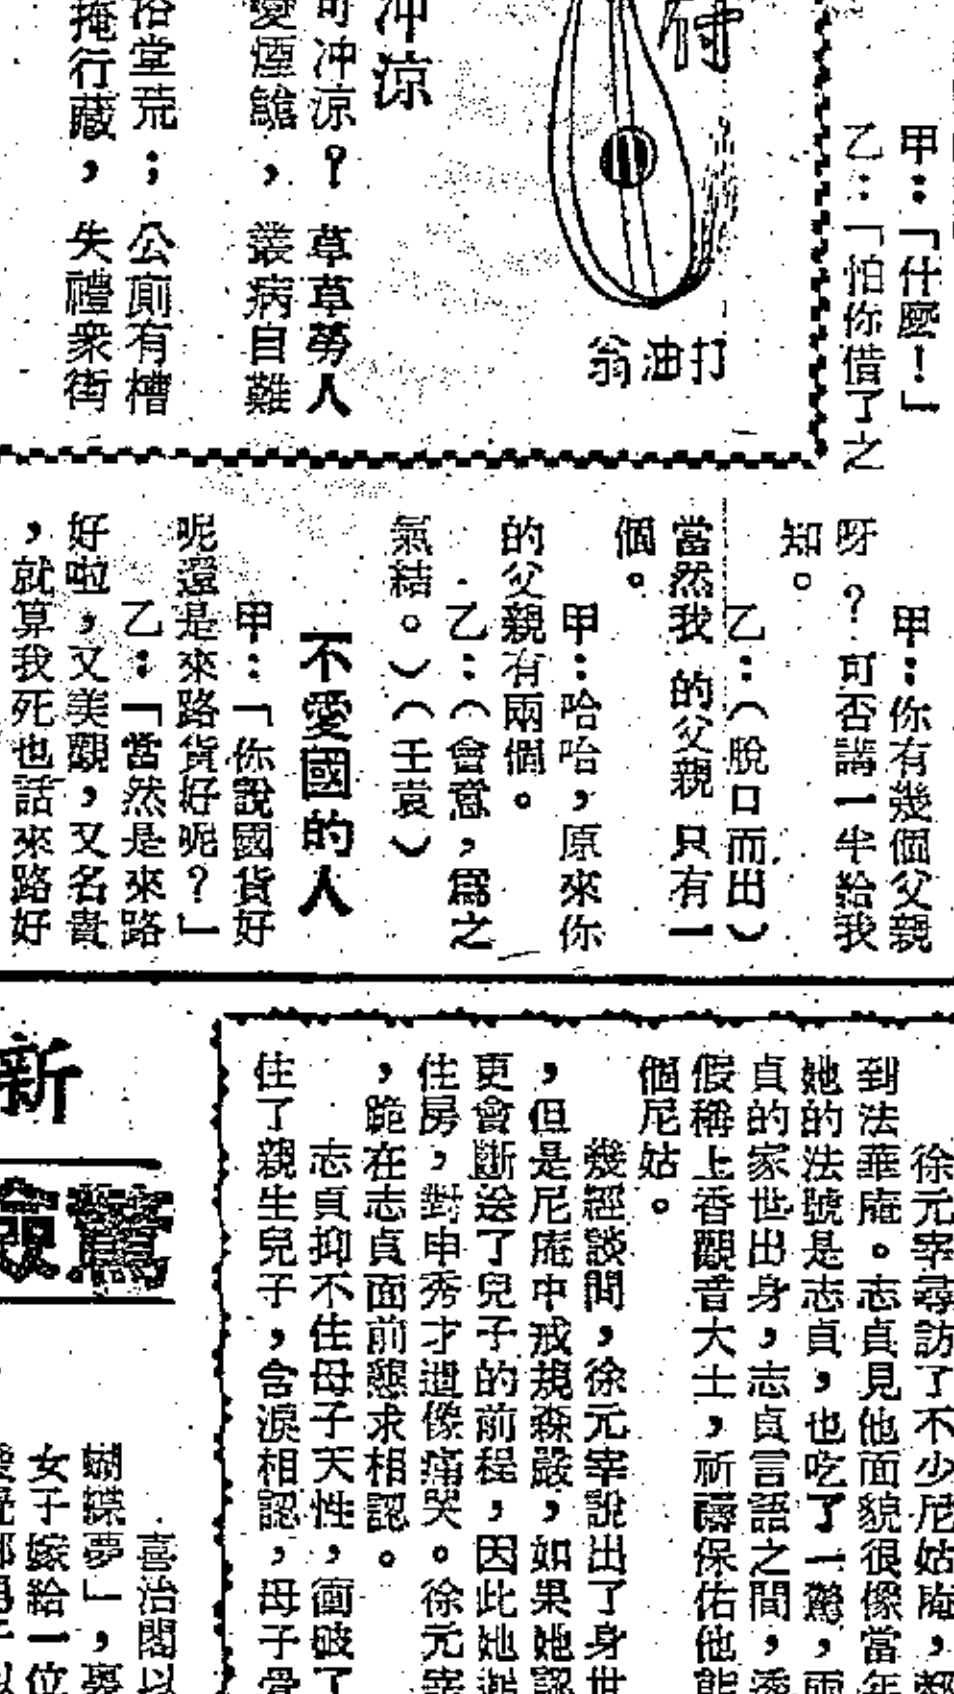 甲：「什麼！」
乙：「怕你借了之
甲：你有幾個父親
呀？可否講一半給我
知。
乙：（脫口而出）
當然我的父親只有一
個。
甲：哈哈，原來你
的父親有兩個。
乙：（會意，爲之
氣結。）（壬袁）
不愛國的人
甲：「你說國貨好
呢還是來路貨好呢？」
乙：「當然是來路
好啦，又美觀，又名貴
，就算我死也話來路好
打油翁
沖涼
可冲涼？草草勞人
叢病自難
浴堂荒；公廁有槽
掩行藏，失禮衆街
徐元宰尋訪了不少尼姑庵，
到法華庵。志貞見他面貌很像當年
她的法號是志貞，也吃了一驚，兩
貞的家世出身，志貞言語之間，透
假稱上香觀音大士，祈禱保佑他能
個尼姑。
幾經談問，徐元宰說出了身世
，但是尼庵中戒規森嚴，如果她認
更會斷送了兒子的前程，因此她避
住房，對申秀才遺像痛哭。徐元宰
，跪在志貞面前懇求相認。
志貞抑不住母子天性，衝破了
住了親生兒子，含淚相認，母子骨
新
喜治閣以
蝴蝶夢」，憂
女子嫁給一位